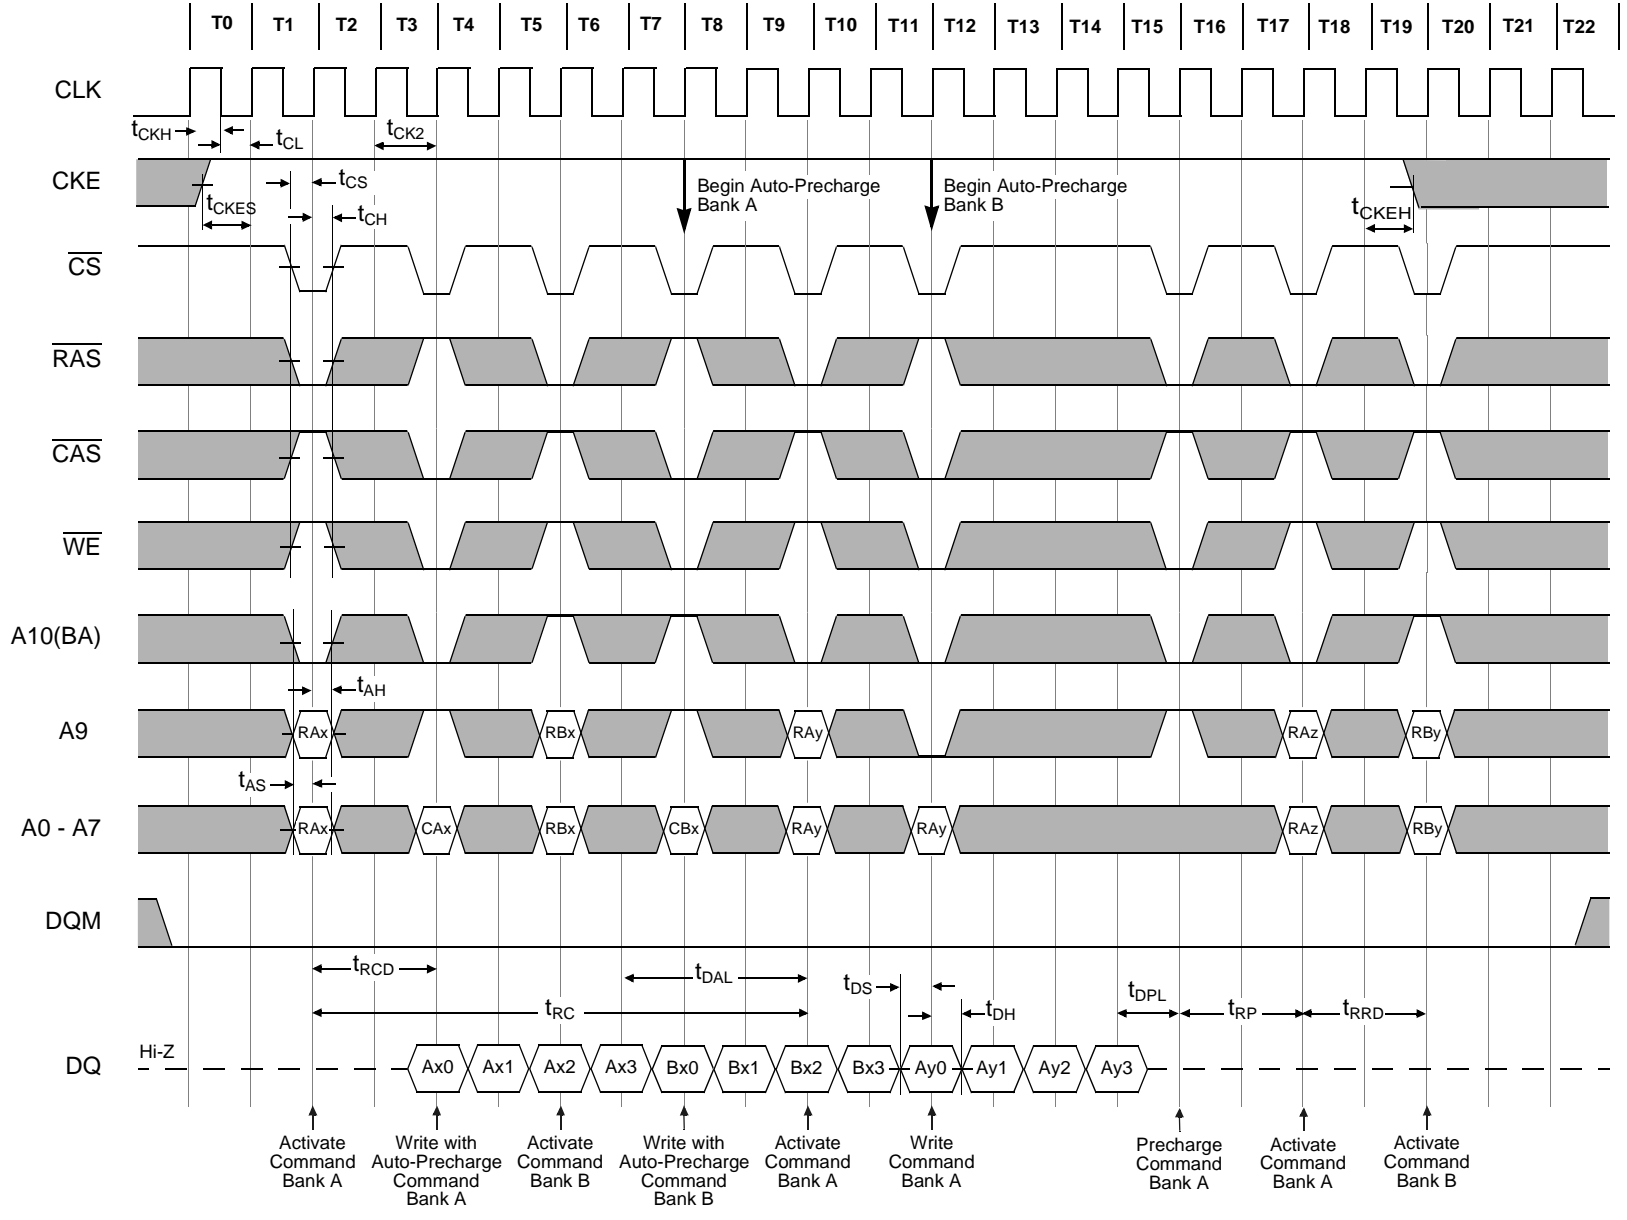 T0 T1 T2 T3 T4 T5 T6 T7 T8 T9 T10 T11 T12 T13 T14 T15 T16 T17 T18 T19 T20 T21 T22
CLK
tCKH
tCL
tCK2
CKE
tCKES
tCS
tCH
Begin Auto-Precharge
Bank A
Begin Auto-Precharge
Bank B
tCKEH
CS
RAS
CAS
WE
A10(BA)
tAH
A9
RAx RBx RAy RAz RBy
tAS
A0 - A7
RAx CAx RBx CBx RAy RAy RAz RBy
DQM
tRCD
tDAL
tDS
tDPL
tRC
tDH
tRP
tRRD
Hi-Z
DQ
Ax0 Ax1 Ax2 Ax3 Bx0 Bx1 Bx2 Bx3 Ay0 Ay1 Ay2 Ay3
Activate
Command
Bank A
Write with
Auto-Precharge
Command
Bank A
Activate
Command
Bank B
Write with
Auto-Precharge
Command
Bank B
Activate
Command
Bank A
Write
Command
Bank A
Precharge
Command
Bank A
Activate
Command
Bank A
Activate
Command
Bank B